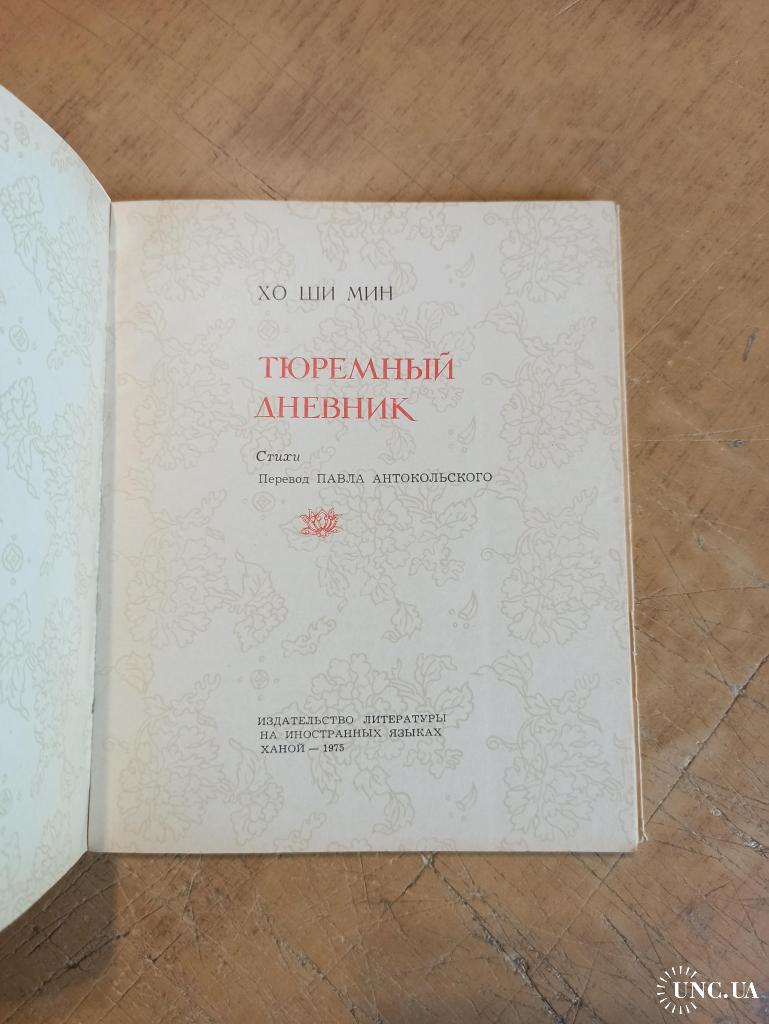 ХО ШИ МИН
ТЮРЕМНЫЙ
ДНЕВНИК
Стихи
Перевод ПАВЛА АНТОКОЛЬСКОГО
ИЗДАТЕЛЬСТВО ЛИТЕРАТУРЫ
НА ИНОСТРАННЫХ ЯЗЫКАХ
ХАНОЙ — 1975
UNC.UA